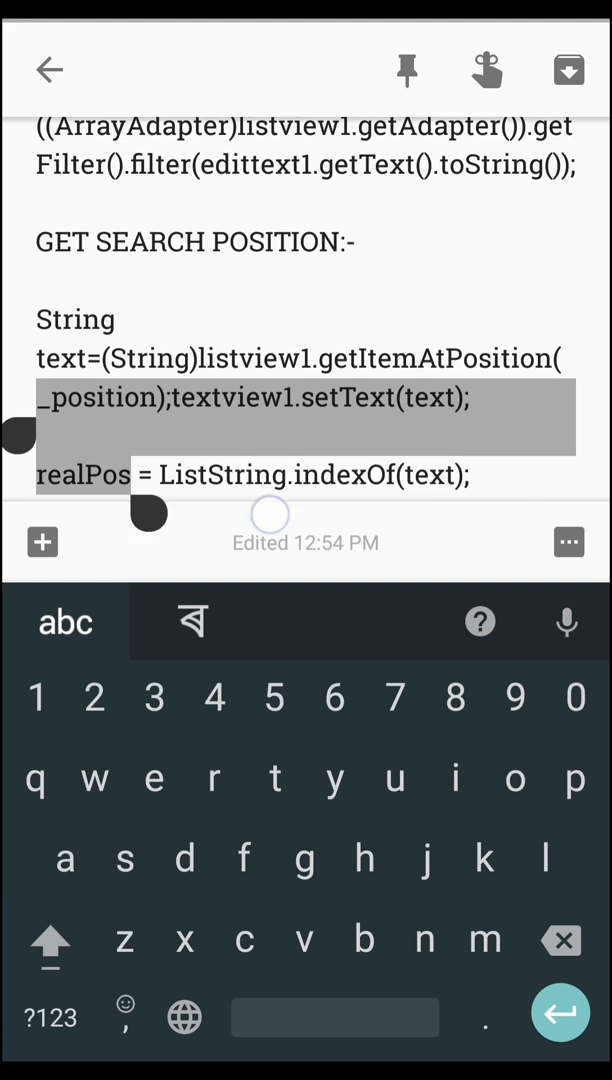 ((ArrayAdapter)listview1.getAdapter()).get
Filter().filter(edittext1.getText().toString());
GET SEARCH POSITION:-
String
text=(String)listview1.getItemAtPosition(
_position);textview1.setText(text);
realPos = ListString.indexOf(text);
Edited 12:54 PM
abc ব ?
1 2 3 4 5 6 7 8 9 0
q w e r t y u i o p
a s d f g h j k l
z x c v b n m
?123 , .